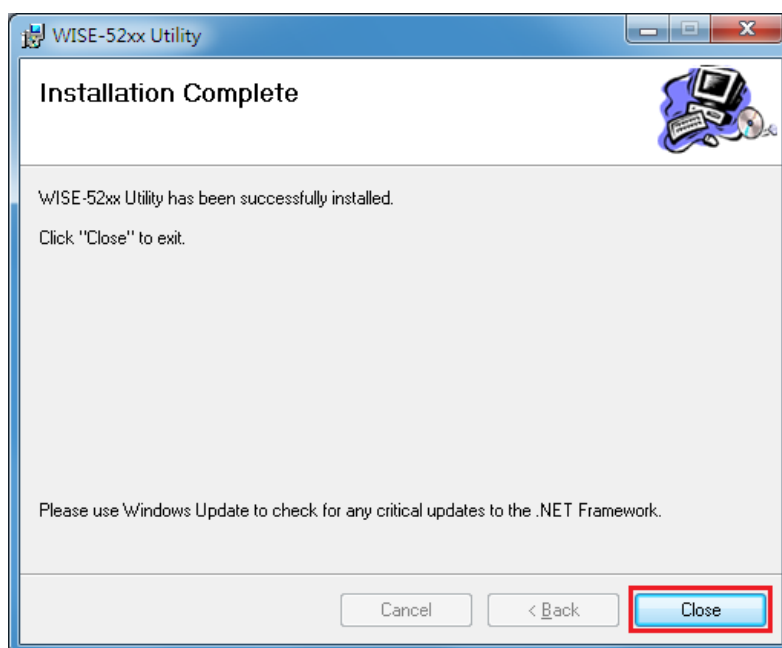 WISE-52xx Utility
Installation Complete
WISE-52xx Utility has been successfully installed.
Click "Close" to exit.
Please use Windows Update to check for any critical updates to the .NET Framework.
Cancel
< Back
Close